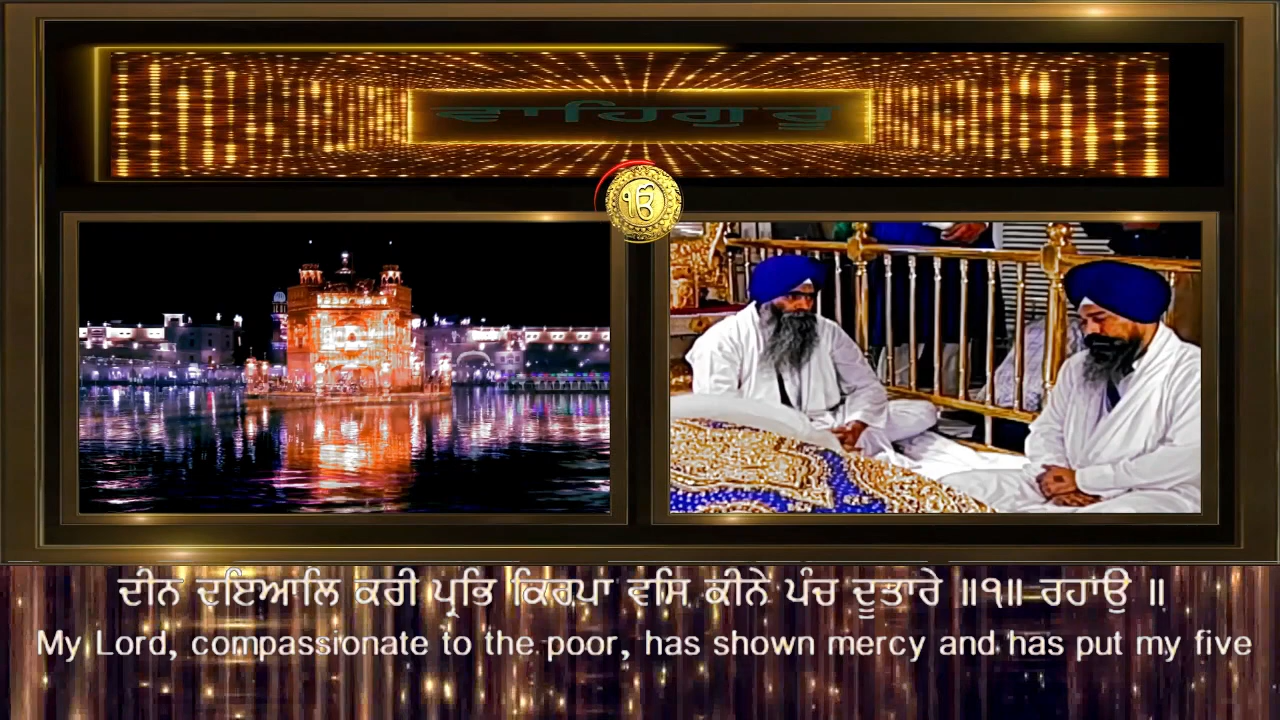 ਵਾਹਿਗੁਰੂ
ੴ
ਦੀਨ ਦਇਆਲਿ ਕਰੀ ਪ੍ਰਭਿ ਕਿਰਪਾ ਵਸਿ ਕੀਨੇ ਪੰਚ ਦੂਤਾਰੇ ॥੧॥ ਰਹਾਉ ॥
My Lord, compassionate to the poor, has shown mercy and has put my five